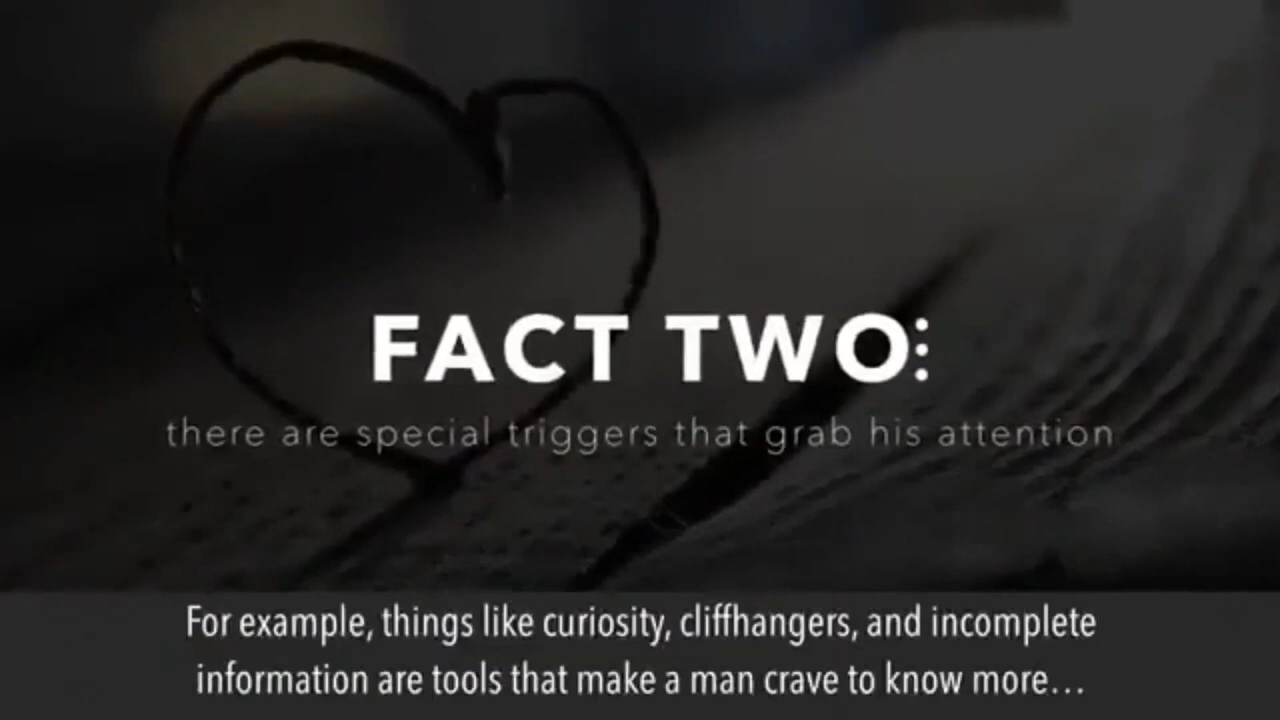 FACT TWO:
there are special triggers that grab his attention
For example, things like curiosity, cliffhangers, and incomplete
information are tools that make a man crave to know more…